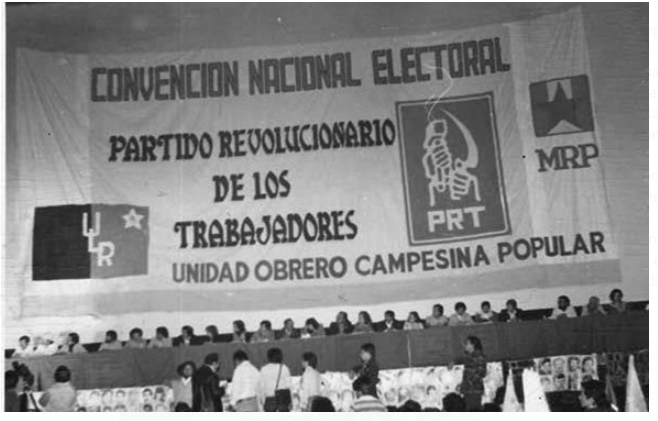 CONVENCION NACIONAL ELECTORAL
PARTIDO REVOLUCIONARIO
DE LOS
TRABAJADORES
UNIDAD OBRERO CAMPESINA POPULAR
ULR
PRT
MRP